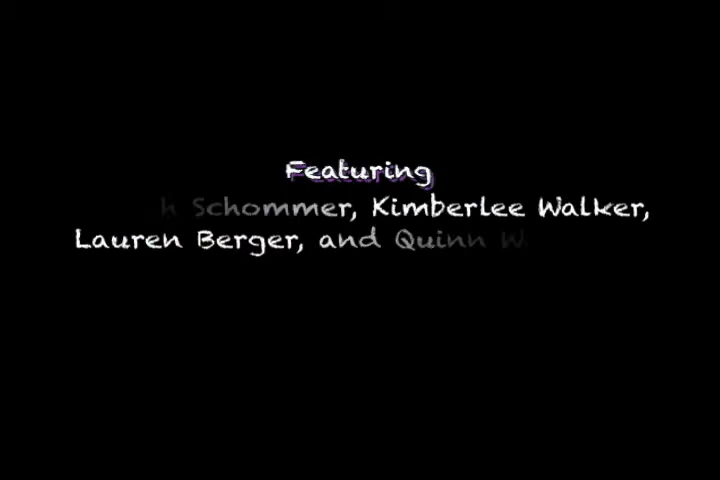 Featuring
Schommer, Kimberlee Walker,
Lauren Berger, and Quinn